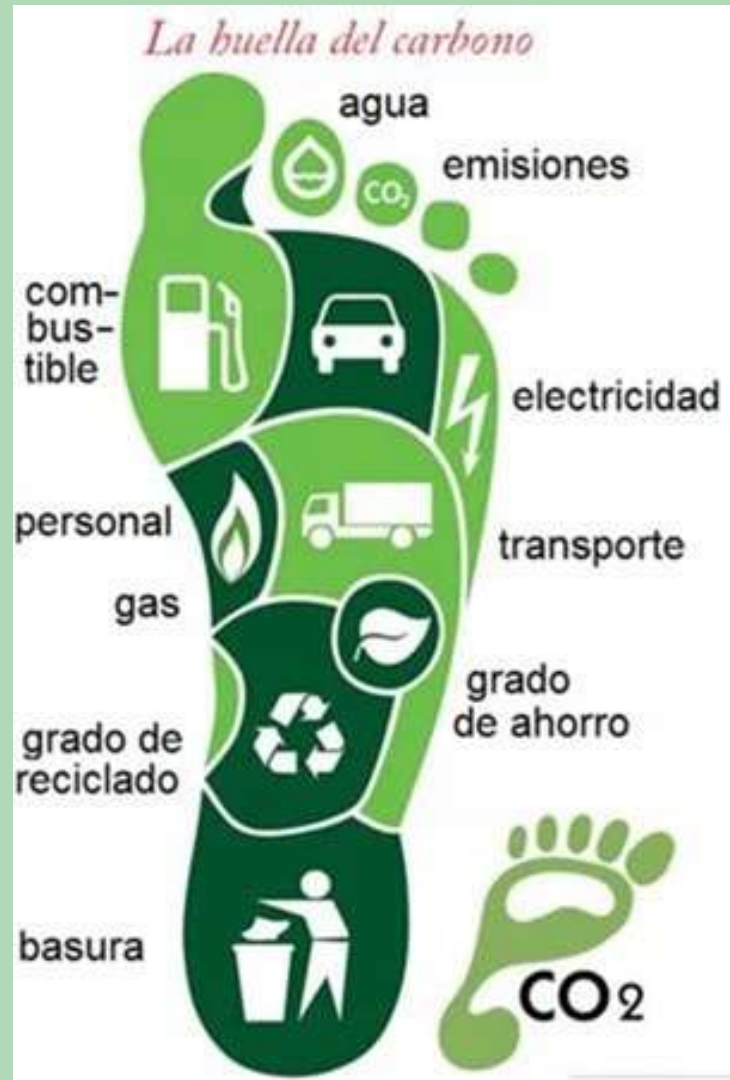 La huella del carbono
agua
emisiones
CO₂
com-
bus-
tible
electricidad
personal
transporte
gas
grado
de ahorro
grado de
reciclado
basura
CO2